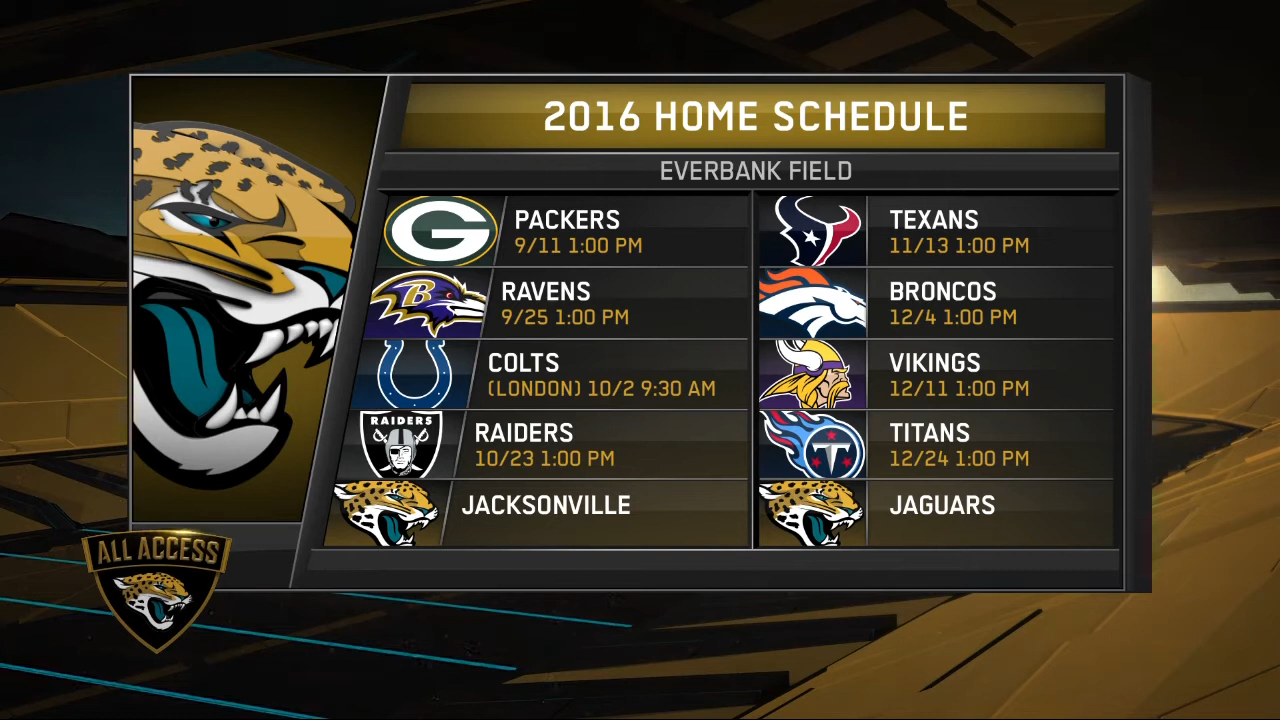 2016 HOME SCHEDULE
EVERBANK FIELD
PACKERS
9/11 1:00 PM
RAVENS
9/25 1:00 PM
COLTS
(LONDON) 10/2 9:30 AM
RAIDERS
RAIDERS
10/23 1:00 PM
JACKSONVILLE
TEXANS
11/13 1:00 PM
BRONCOS
12/4 1:00 PM
VIKINGS
12/11 1:00 PM
TITANS
12/24 1:00 PM
JAGUARS
ALL ACCESS